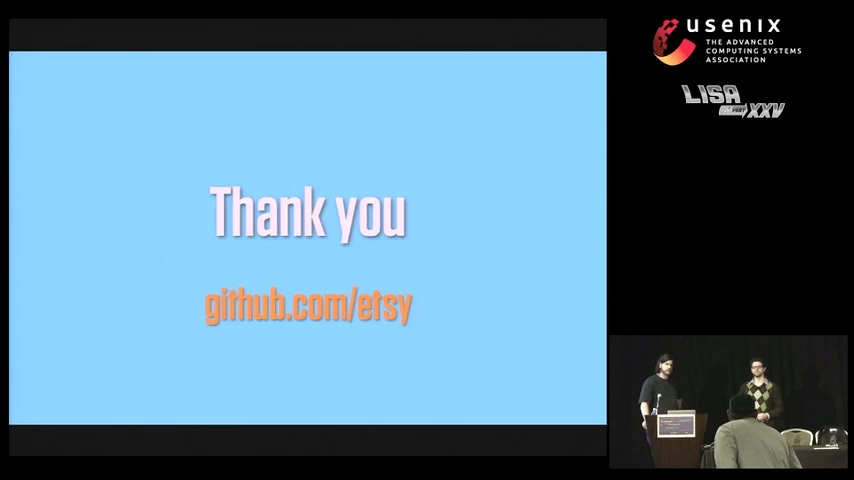 Thank you
github.com/etsy
usenix
THE ADVANCED
COMPUTING SYSTEMS
ASSOCIATION
LISA
XXV